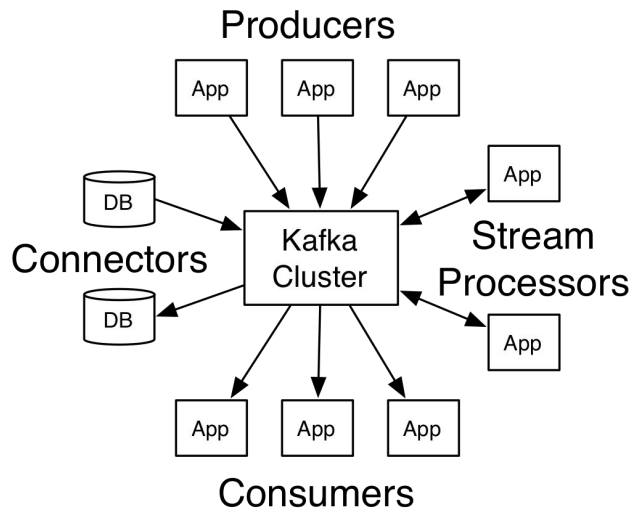 Producers
App
App
App
DB
App
Kafka
Cluster
Stream
Processors
Connectors
DB
App
App
App
App
Consumers